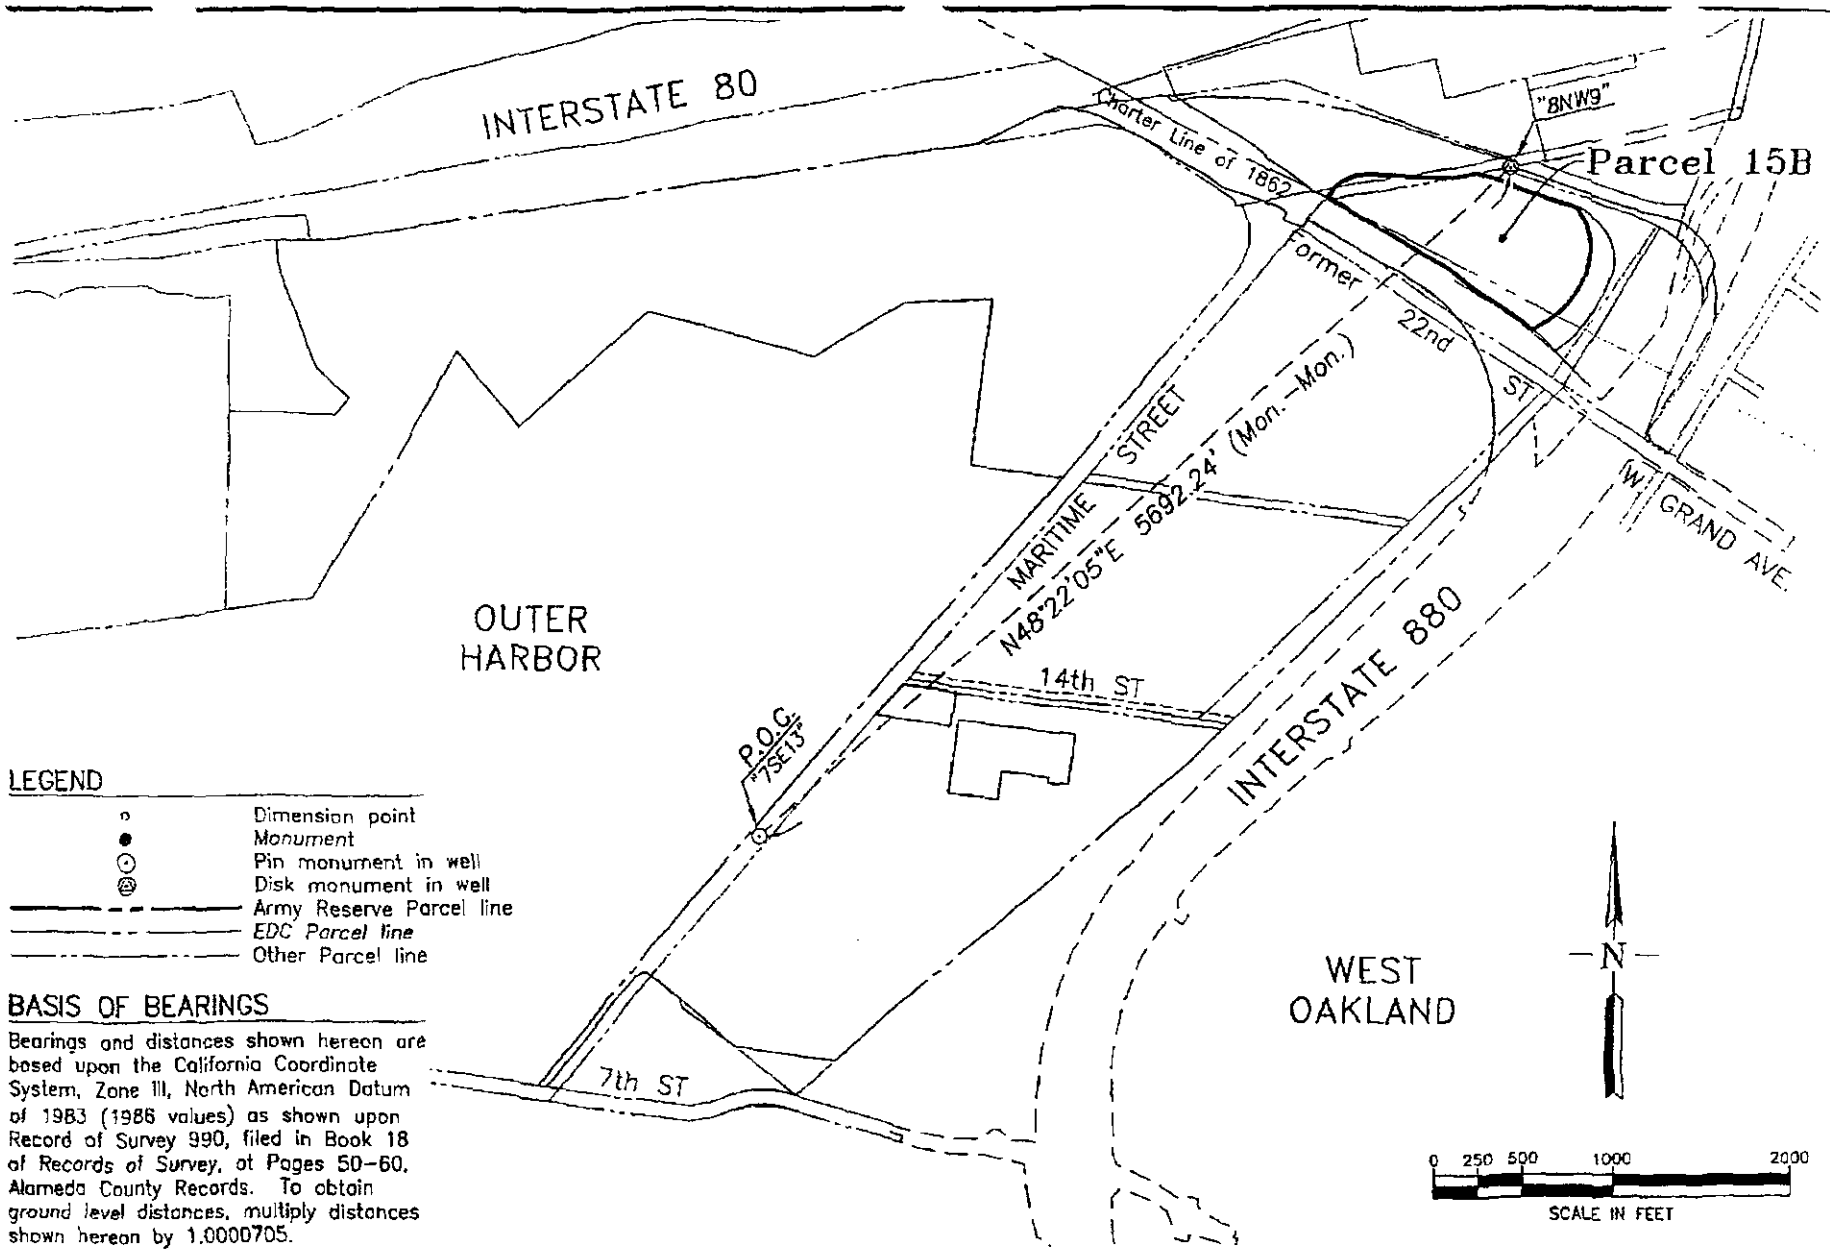 INTERSTATE 80
Charter Line of 1862
"8NW9"
Parcel 15B
Former 22nd ST
(W. GRAND AVE.
MARITIME STREET
N48°22'05"E 5692.24' (Mon.-Mon.)
OUTER
HARBOR
14th ST
INTERSTATE 880
P.O.C.
"7SE13"
WEST
OAKLAND
7th ST
N
LEGEND
Dimension point
Monument
Pin monument in well
Disk monument in well
Army Reserve Parcel line
EDC Parcel line
Other Parcel line
BASIS OF BEARINGS
Bearings and distances shown hereon are
based upon the California Coordinate
System, Zone III, North American Datum
of 1983 (1986 values) as shown upon
Record of Survey 990, filed in Book 18
of Records of Survey, at Pages 50-60,
Alameda County Records. To obtain
ground level distances, multiply distances
shown hereon by 1.0000705.
0 250 500 1000 2000
SCALE IN FEET